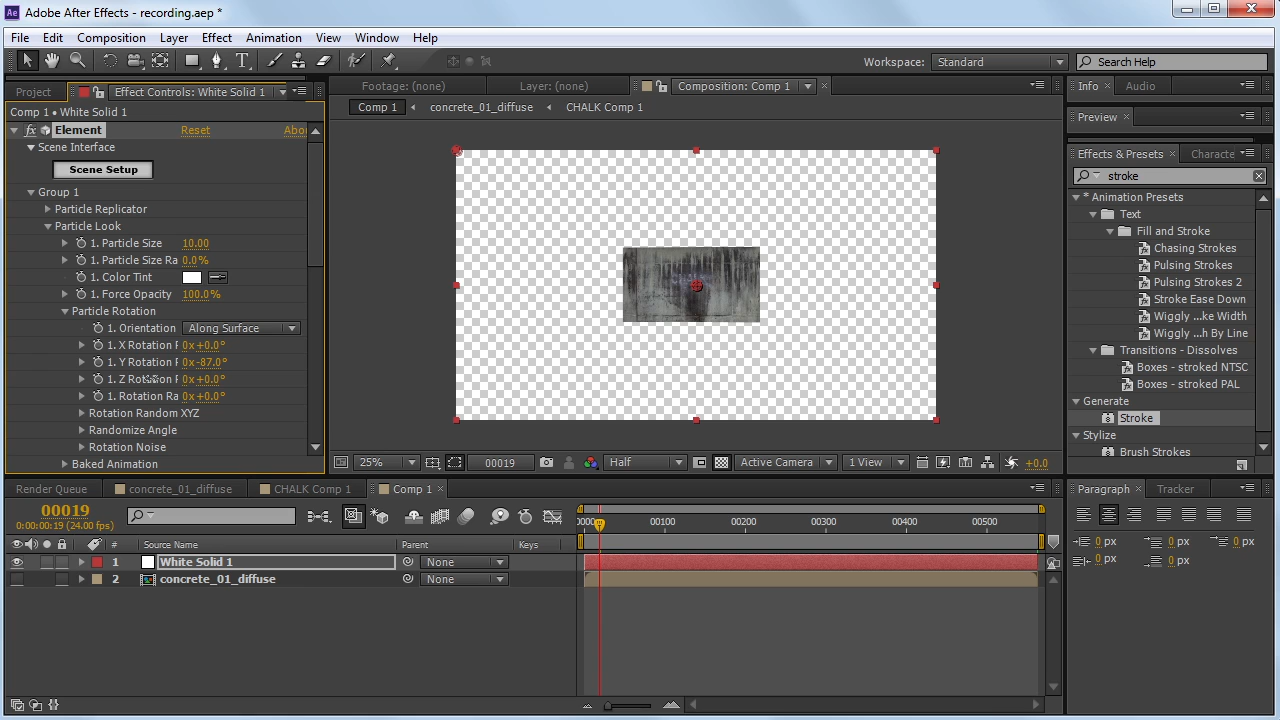 Adobe After Effects - recording.aep *
File Edit Composition Layer Effect Animation View Window Help
Workspace: Standard Search Help
Project Effect Controls: White Solid 1
Comp 1 • White Solid 1
fx Element Reset Abou
Scene Interface
Scene Setup
Group 1
Particle Replicator
Particle Look
1. Particle Size 10.00
1. Particle Size Ra 0.0%
1. Color Tint
1. Force Opacity 100.0%
Particle Rotation
1. Orientation Along Surface
1. X Rotation 0x+0.0°
1. Y Rotation 0x-87.0°
1. Z Rotation 0x+0.0°
1. Rotation Ra 0x+0.0°
Rotation Random XYZ
Randomize Angle
Rotation Noise
Baked Animation
Footage: (none) Layer: (none) Composition: Comp 1
Comp 1 concrete_01_diffuse CHALK Comp 1
25% 00019 Half Active Camera 1 View +0.0
Info Audio
Preview
Effects & Presets Characte
stroke
* Animation Presets
Text
Fill and Stroke
Chasing Strokes
Pulsing Strokes
Pulsing Strokes 2
Stroke Ease Down
Wiggly ...ke Width
Wiggly ...h By Line
Transitions - Dissolves
Boxes - stroked NTSC
Boxes - stroked PAL
Generate
Stroke
Stylize
Brush Strokes
Render Queue concrete_01_diffuse CHALK Comp 1 Comp 1
00019
0:00:00:19 (24.00 fps)
00100 00200 00300 00400 00500
# Source Name Parent Keys
1 White Solid 1 None
2 concrete_01_diffuse None
Paragraph Tracker
0 px 0 px 0 px
0 px 0 px